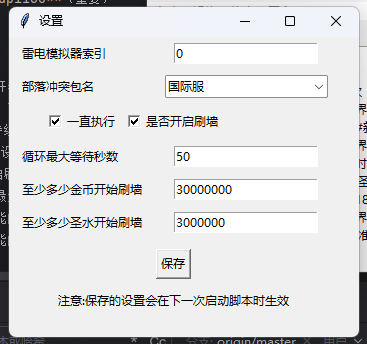 设置
雷电模拟器索引 0
部落冲突包名 国际服
一直执行 是否开启刷墙
循环最大等待秒数 50
至少多少金币开始刷墙 30000000
至少多少圣水开始刷墙 3000000
保存
注意:保存的设置会在下一次启动脚本时生效
Cc
origin/master